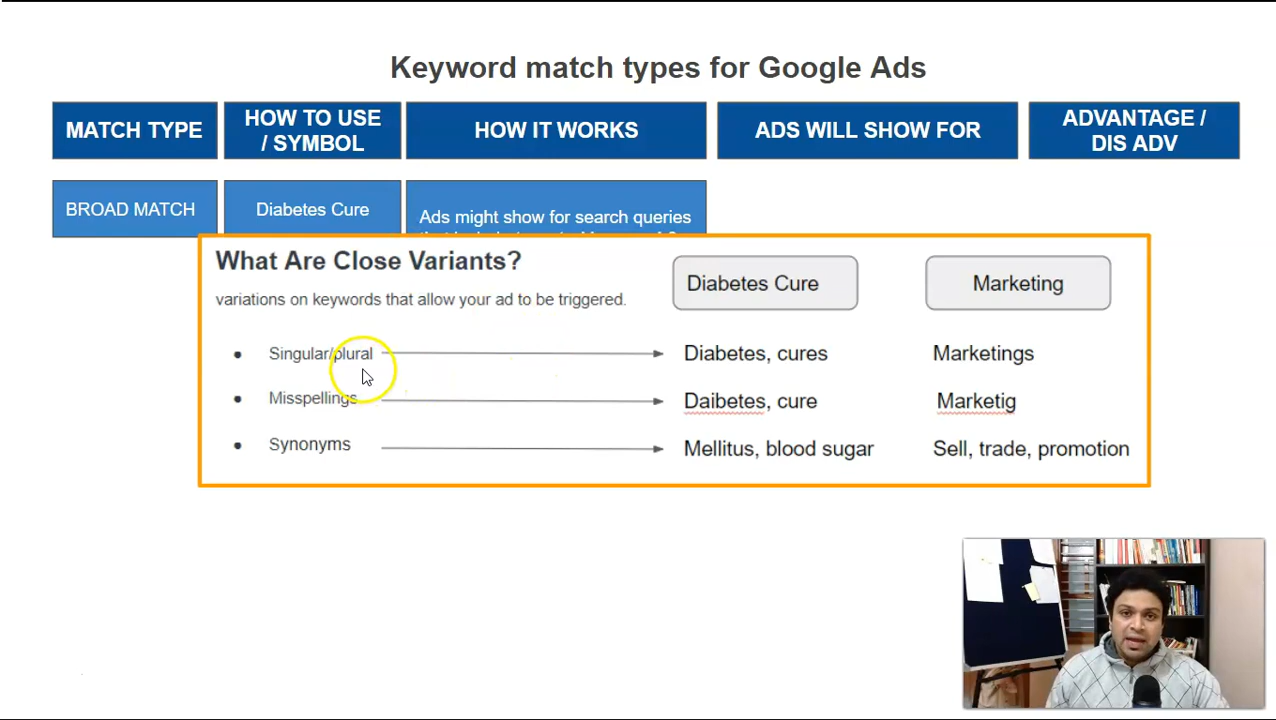 Keyword match types for Google Ads
MATCH TYPE
HOW TO USE
/ SYMBOL
HOW IT WORKS
ADS WILL SHOW FOR
ADVANTAGE /
DIS ADV
BROAD MATCH
Diabetes Cure
Ads might show for search queries
What Are Close Variants?
variations on keywords that allow your ad to be triggered.
Diabetes Cure
Marketing
● Singular/plural
Diabetes, cures
Marketings
● Misspellings
Daibetes, cure
Marketig
● Synonyms
Mellitus, blood sugar
Sell, trade, promotion